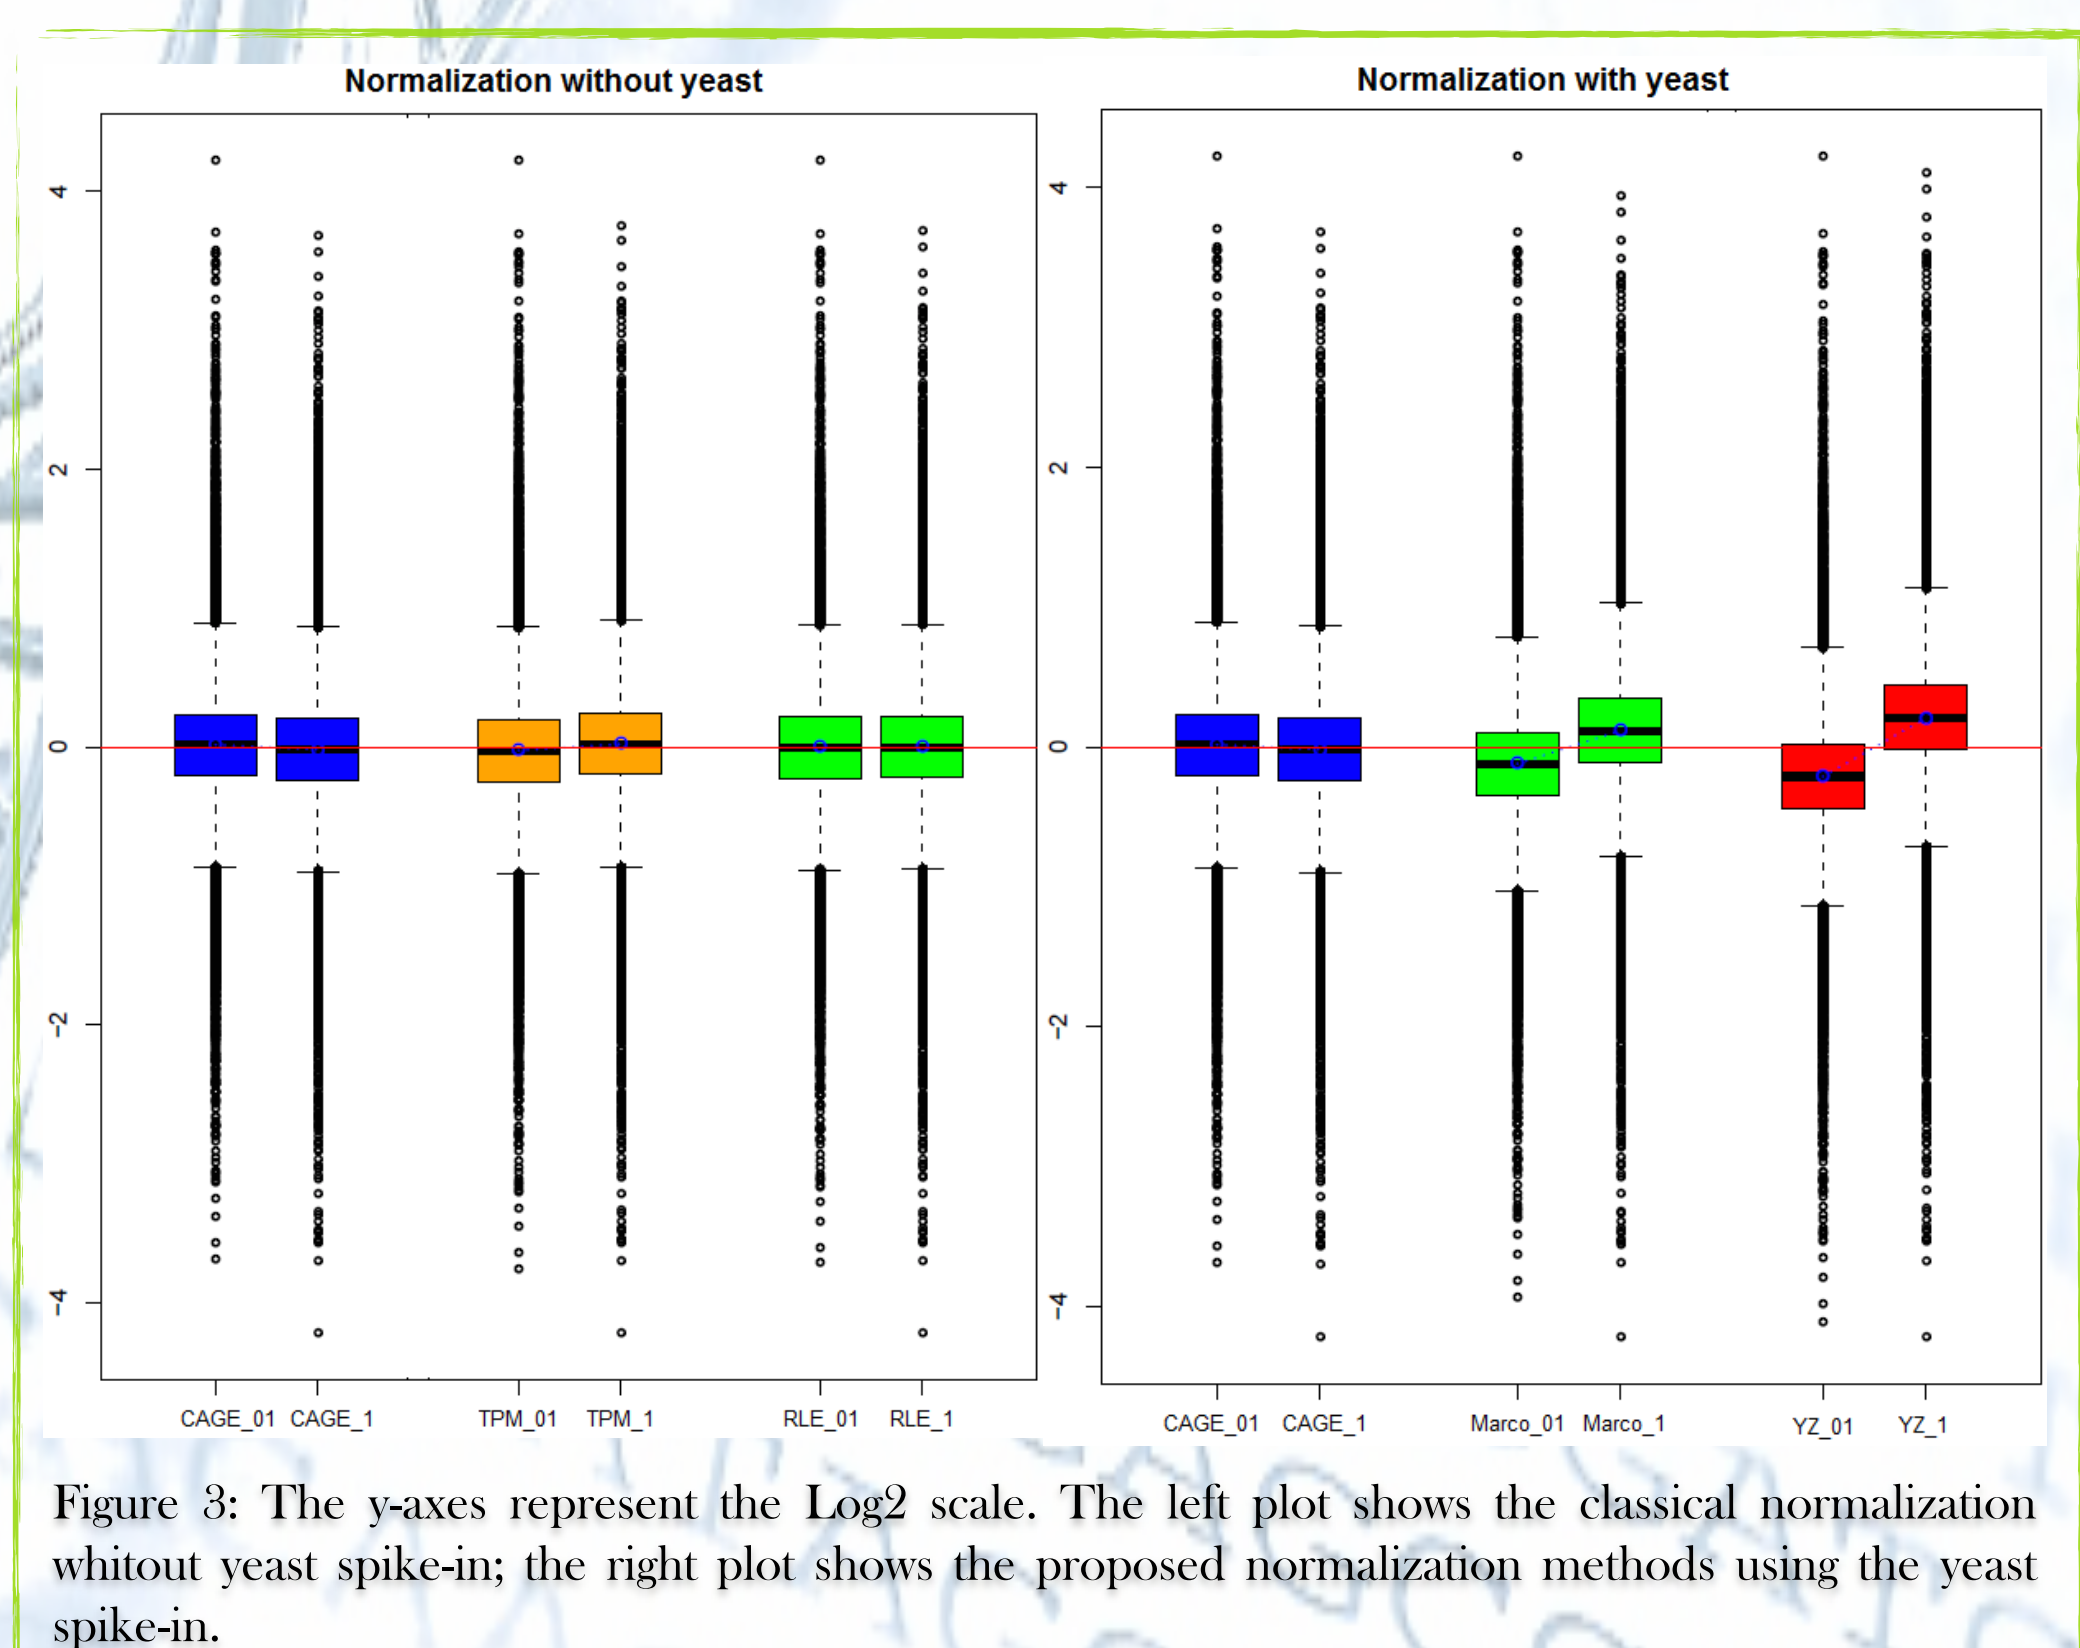 Normalization without yeast
4
2
0
-2
-4
CAGE_01 CAGE_1 TPM_01 TPM_1 RLE_01 RLE_1
Normalization with yeast
4
2
0
-2
-4
CAGE_01 CAGE_1 Marco_01 Marco_1 YZ_01 YZ_1
Figure 3: The y-axes represent the Log2 scale. The left plot shows the classical normalization
whitout yeast spike-in; the right plot shows the proposed normalization methods using the yeast
spike-in.